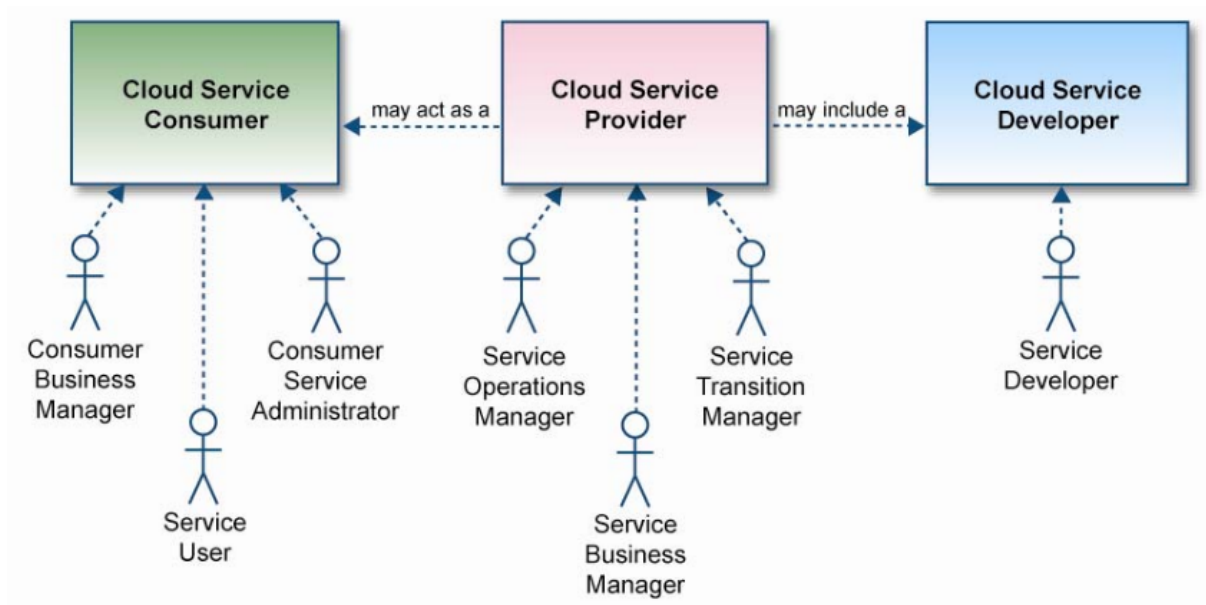 Cloud Service
Consumer
may act as a
Cloud Service
Provider
may include a
Cloud Service
Developer
Consumer
Business
Manager
Service
User
Consumer
Service
Administrator
Service
Operations
Manager
Service
Business
Manager
Service
Transition
Manager
Service
Developer